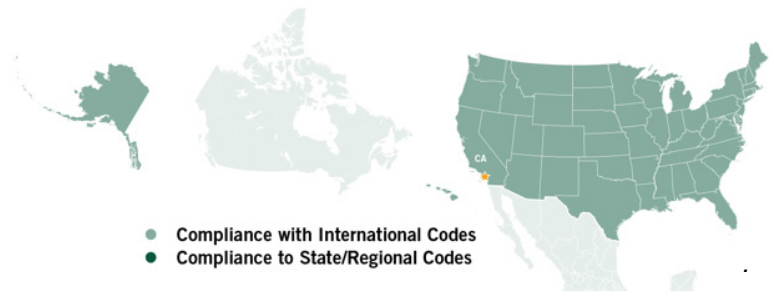 CA
Compliance with International Codes
Compliance to State/Regional Codes